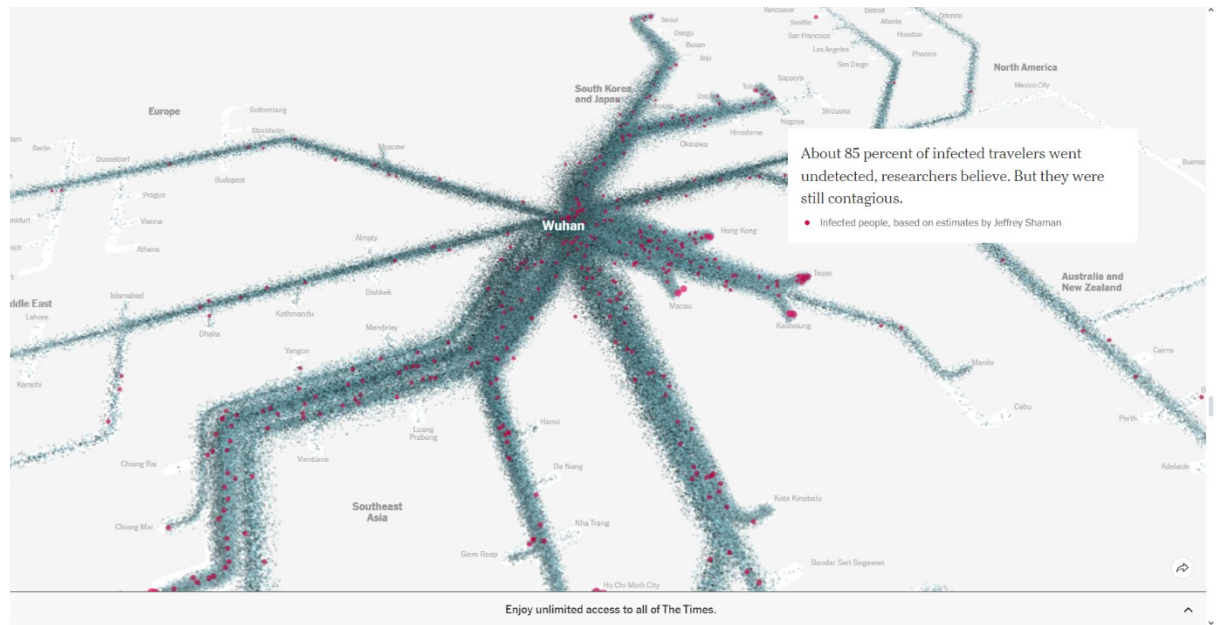 Vancouver
Seattle
San Francisco
Los Angeles
San Diego
Detroit
Atlanta
Houston
Phoenix
Orlando
North America
Mexico City
Seoul
Daegu
Busan
Jeju
South Korea
and Japan
Sapporo
Nagoya
Shizuoka
Hiroshima
Okinawa
Europe
Gothenburg
Stockholm
Moscow
Berlin
Dusseldorf
Budapest
Prague
Vienna
Athens
About 85 percent of infected travelers went
undetected, researchers believe. But they were
still contagious.
Infected people, based on estimates by Jeffrey Shaman
Buenos
Wuhan
Hong Kong
Almaty
Bishkek
Taipei
Macau
Kaohsiung
Australia and
New Zealand
Islamabad
Kathmandu
ddle East
Lahore
Dhaka
Mandalay
Yangon
Karachi
Manila
Cairns
Cebu
Perth
Adelaide
Luang
Prabang
Hanoi
Vientiane
Chiang Rai
Da Nang
Southeast
Asia
Kota Kinabalu
Chiang Mai
Nha Trang
Siem Reap
Bandar Seri Begawan
Ho Chi Minh City
Enjoy unlimited access to all of The Times.